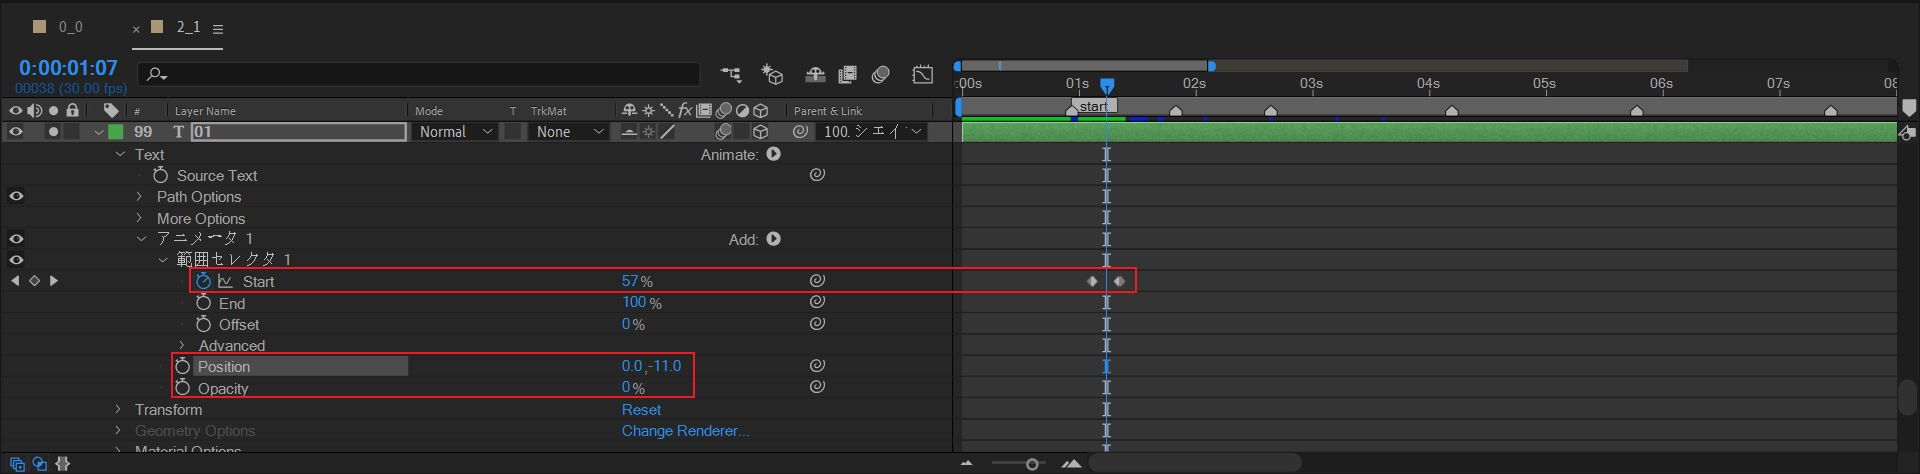 0_0
× 2_1
0:00:01:07
00038 (30.00 fps)
:00s 01s 02s 03s 04s 05s 06s 07s 08
start
# Layer Name Mode T TrkMat Parent & Link
99 T 01 Normal None 100. シエイ
Text Animate:
Source Text
Path Options
More Options
アニメータ 1 Add:
範囲セレクタ 1
Start 57 %
End 100 %
Offset 0 %
Advanced
Position 0.0 ,-11.0
Opacity 0 %
Transform Reset
Geometry Options Change Renderer...
Material Options